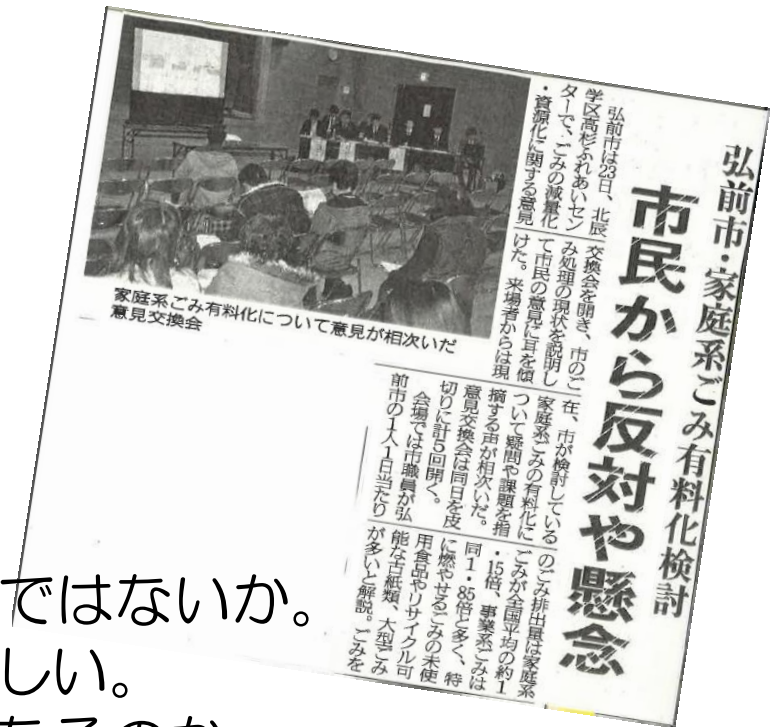 弘前市・家庭系ごみ有料化検討
市民から反対や懸念
弘前市は23日、北辰
学区高杉ふれあいセン
ターで、ごみの減量化
・資源化に関する意見
交換会を開き、市のご
み処理の現状を説明し
て市民の意見に耳を傾
けた。来場者からは現
在、市が検討している
家庭系ごみの有料化に
ついて疑問や課題を指
摘する声が相次いだ。
意見交換会は同日を皮
切りに計5回開く。
会場では市職員が弘
前市の1人1日当たり
のごみ排出量は家庭系
ごみが全国平均の約1
・15倍、事業系ごみは
同1・85倍と多く、特
に燃やせるごみの未使
用食品やリサイクル可
能な古紙類、大型ごみ
が多いと解説。ごみを
家庭系ごみ有料化について意見が相次いだ
意見交換会
ではないか。
しい。